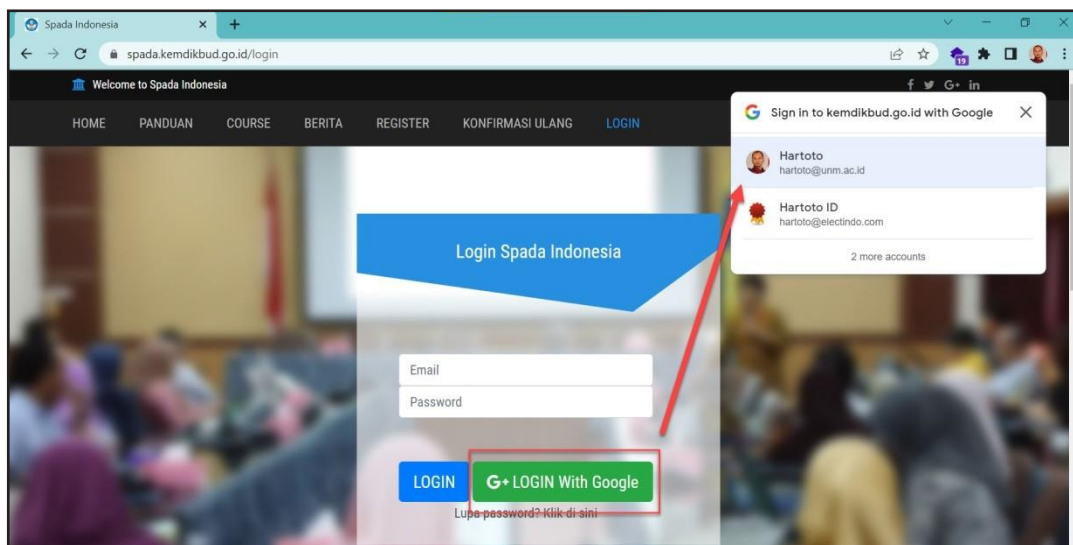 Spada Indonesia
spada.kemdikbud.go.id/login
19
Welcome to Spada Indonesia
f G+ in
HOME PANDUAN COURSE BERITA REGISTER KONFIRMASI ULANG LOGIN
Sign in to kemdikbud.go.id with Google
Hartoto
hartoto@unm.ac.id
Hartoto ID
hartoto@electindo.com
2 more accounts
Login Spada Indonesia
Email
Password
LOGIN
G+ LOGIN With Google
Lupa password? Klik di sini